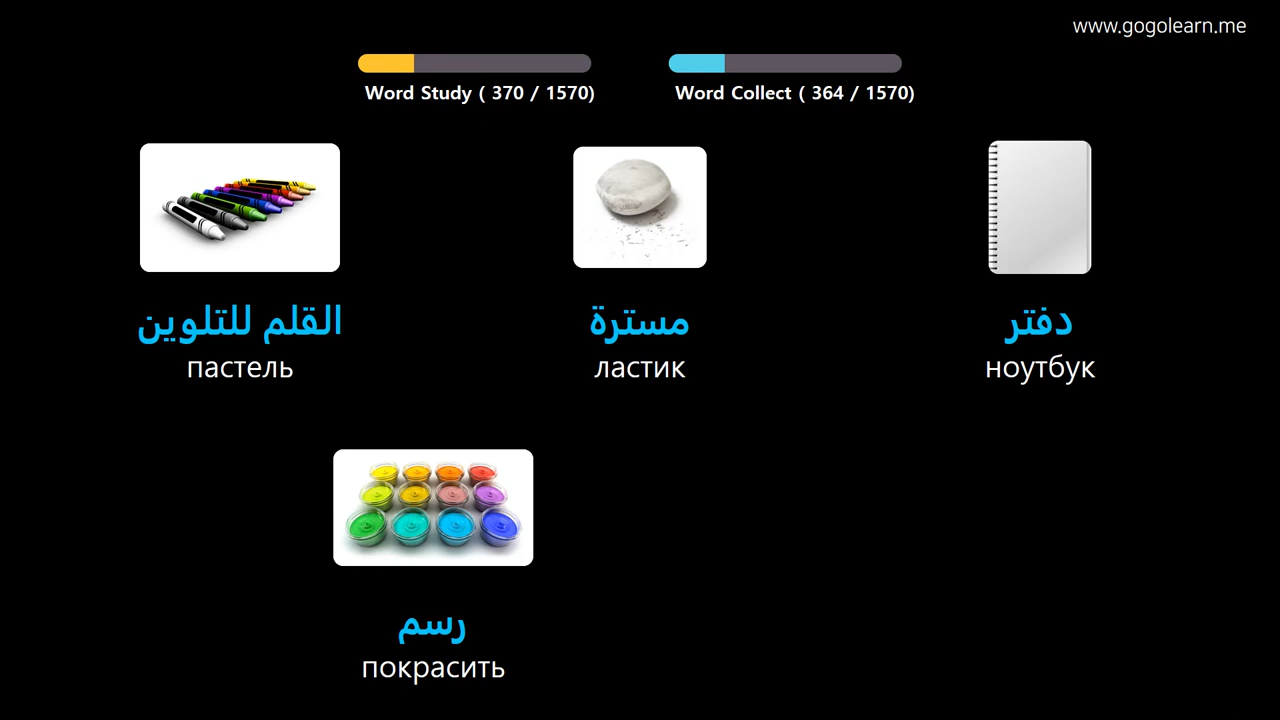 www.gogolearn.me
Word Study ( 370 / 1570)
Word Collect ( 364 / 1570)
القلم للتلوين
пастель
مسترة
ластик
دفتر
ноутбук
رسم
покрасить